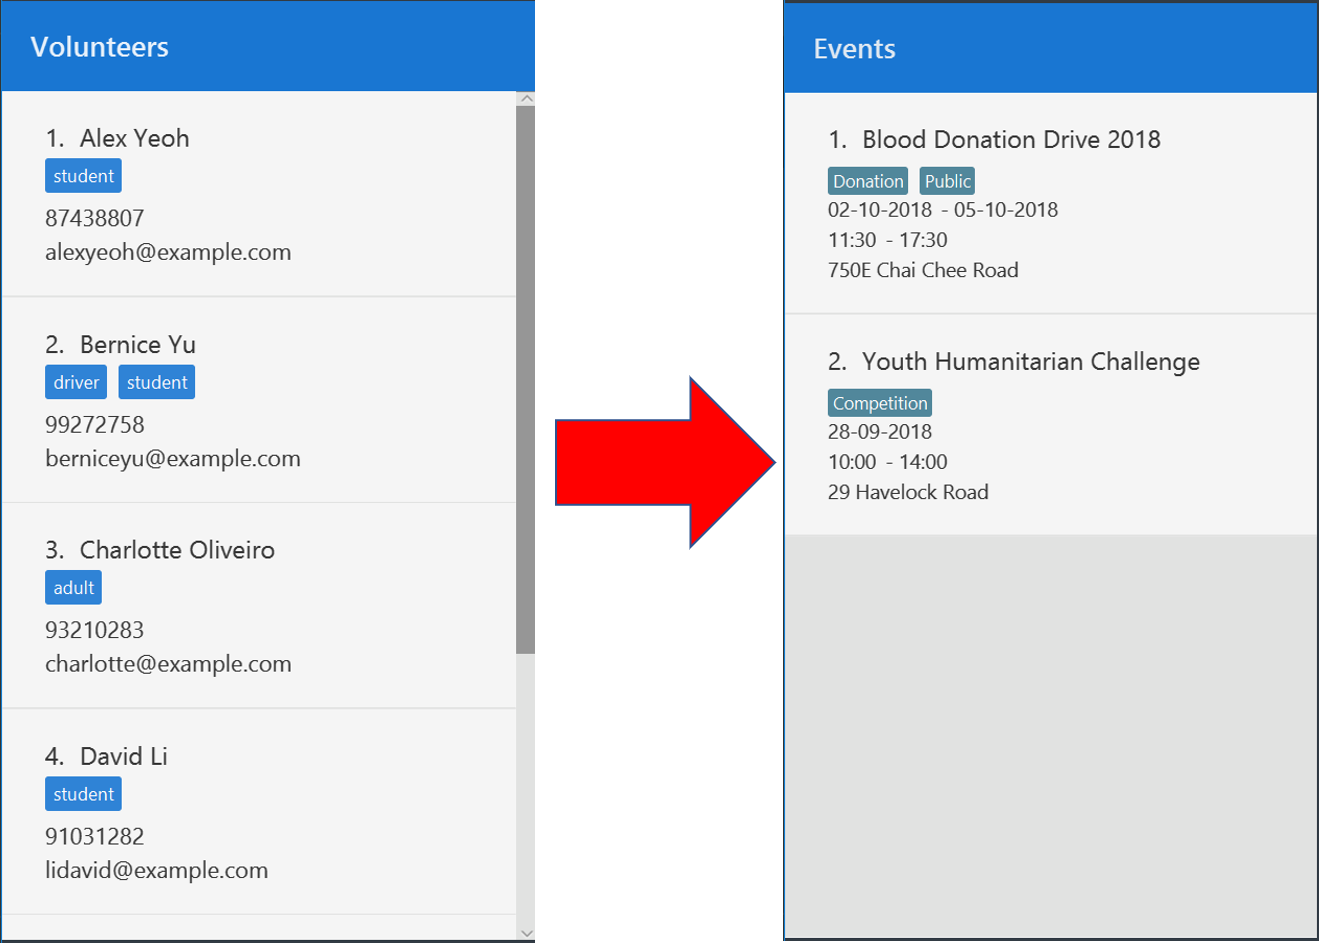 Volunteers
1. Alex Yeoh
student
87438807
alexyeoh@example.com
2. Bernice Yu
driver student
99272758
berniceyu@example.com
3. Charlotte Oliveiro
adult
93210283
charlotte@example.com
4. David Li
student
91031282
lidavid@example.com
Events
1. Blood Donation Drive 2018
Donation Public
02-10-2018 - 05-10-2018
11:30 - 17:30
750E Chai Chee Road
2. Youth Humanitarian Challenge
Competition
28-09-2018
10:00 - 14:00
29 Havelock Road